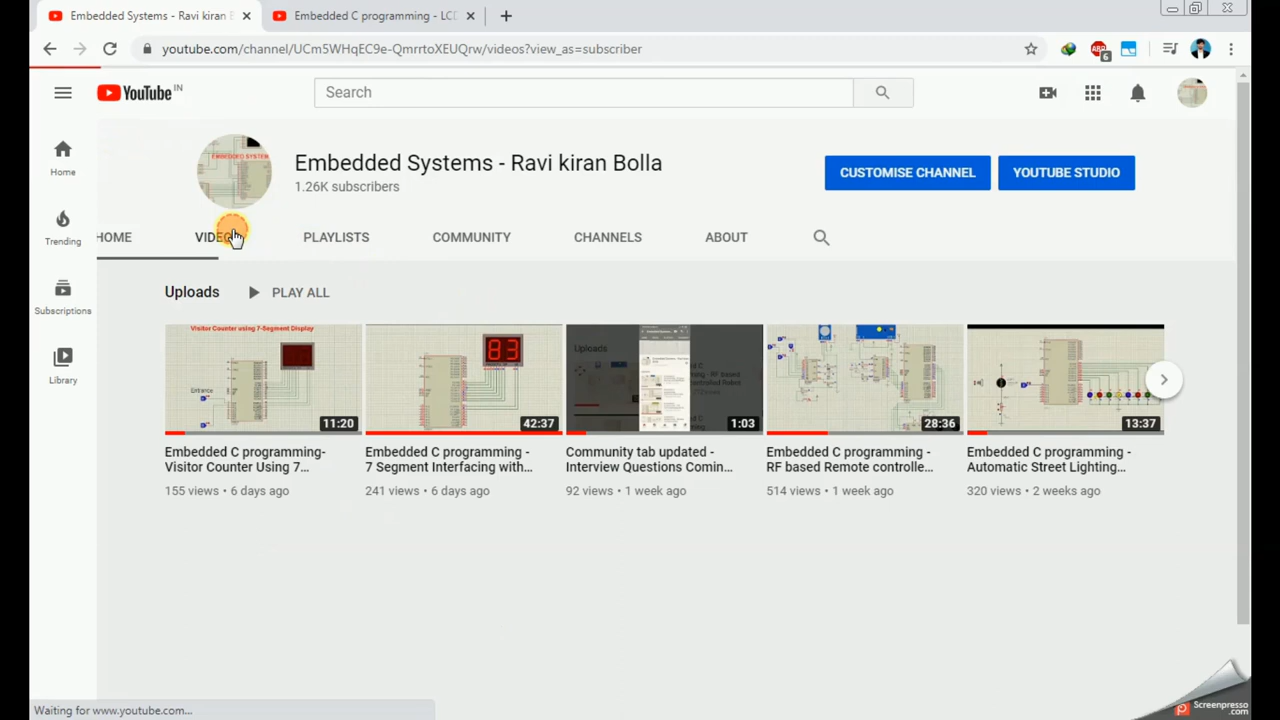 Embedded Systems - Ravi kiran B
Embedded C programming - LCD
youtube.com/channel/UCm5WHqEC9e-QmrrtoXEUQrw/videos?view_as=subscriber
6
YouTube IN
Search
Home
Trending
Subscriptions
Library
Embedded Systems - Ravi kiran Bolla
1.26K subscribers
CUSTOMISE CHANNEL
YOUTUBE STUDIO
HOME
VIDEOS
PLAYLISTS
COMMUNITY
CHANNELS
ABOUT
Uploads
PLAY ALL
Visitor Counter using 7-Segment Display
Entrance
11:20
83
42:37
Uploads
1:03
28:36
13:37
Embedded C programming-
Visitor Counter Using 7...
155 views • 6 days ago
Embedded C programming -
7 Segment Interfacing with...
241 views • 6 days ago
Community tab updated -
Interview Questions Comin...
92 views • 1 week ago
Embedded C programming -
RF based Remote controlle...
514 views • 1 week ago
Embedded C programming -
Automatic Street Lighting...
320 views • 2 weeks ago
Waiting for www.youtube.com...
Screenpresso
.com